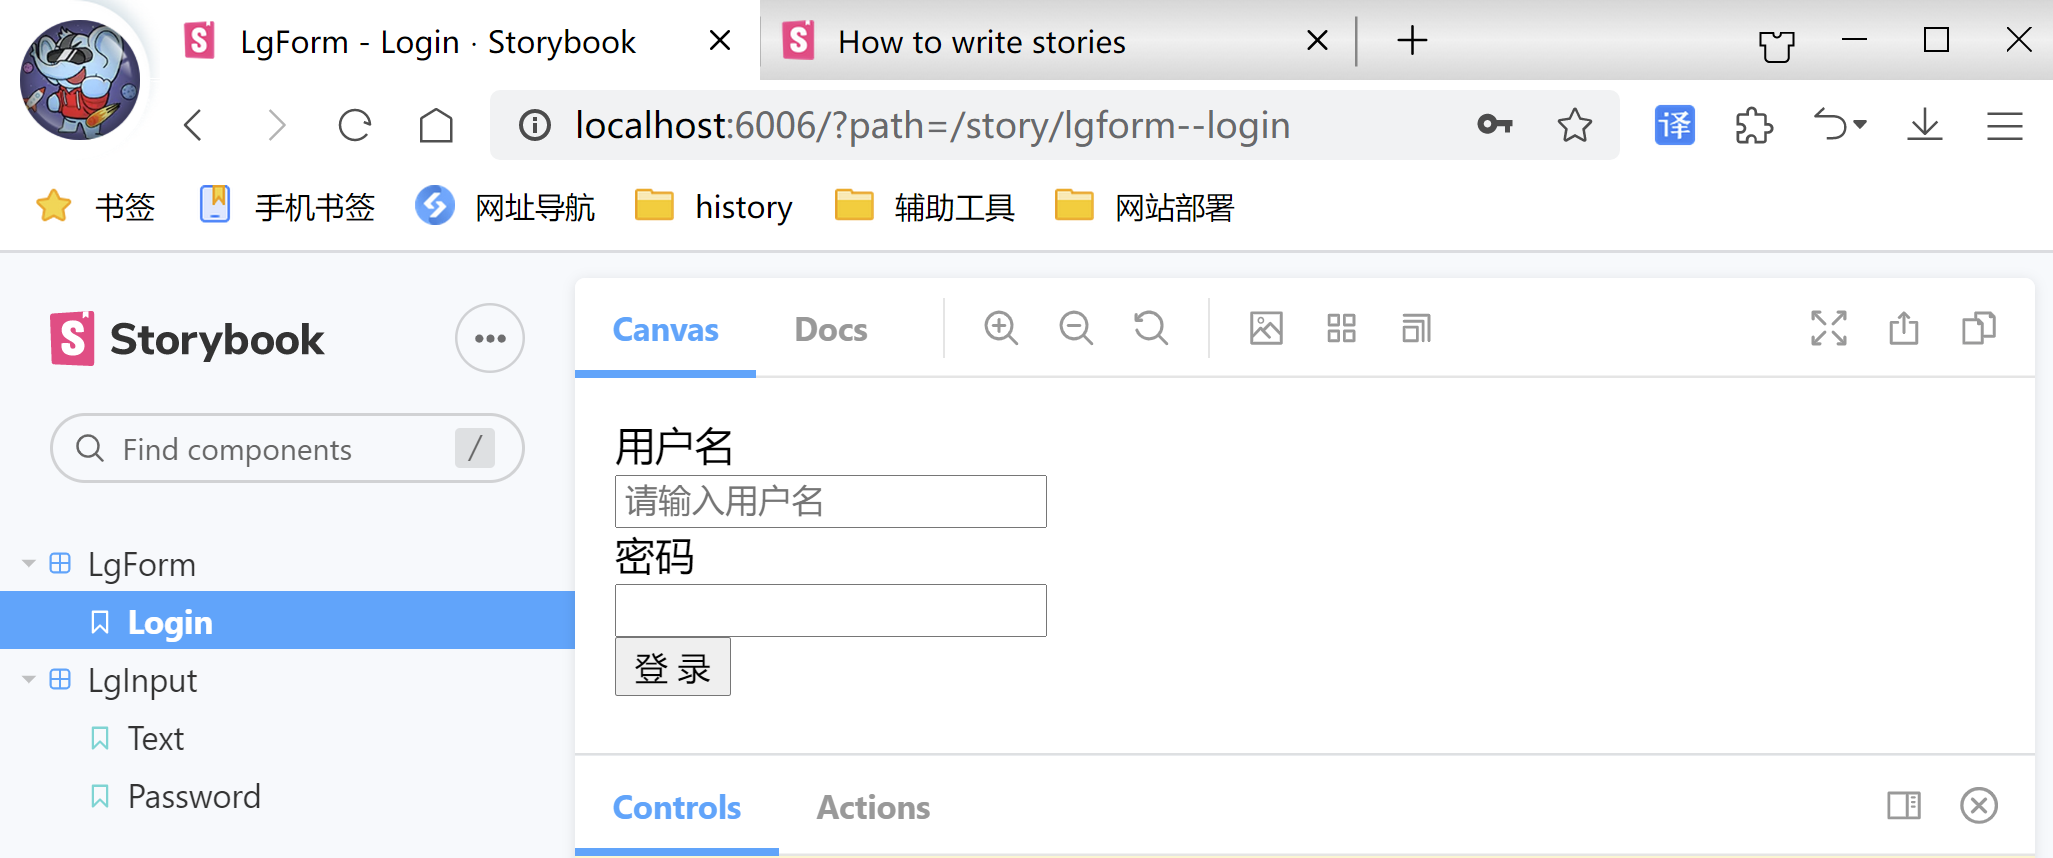 LgForm - Login · Storybook
How to write stories
localhost:6006/?path=/story/lgform--login
译
书签 手机书签 网址导航 history 辅助工具 网站部署
Storybook
Find components /
LgForm
Login
LgInput
Text
Password
Canvas Docs
用户名
请输入用户名
密码
登 录
Controls Actions